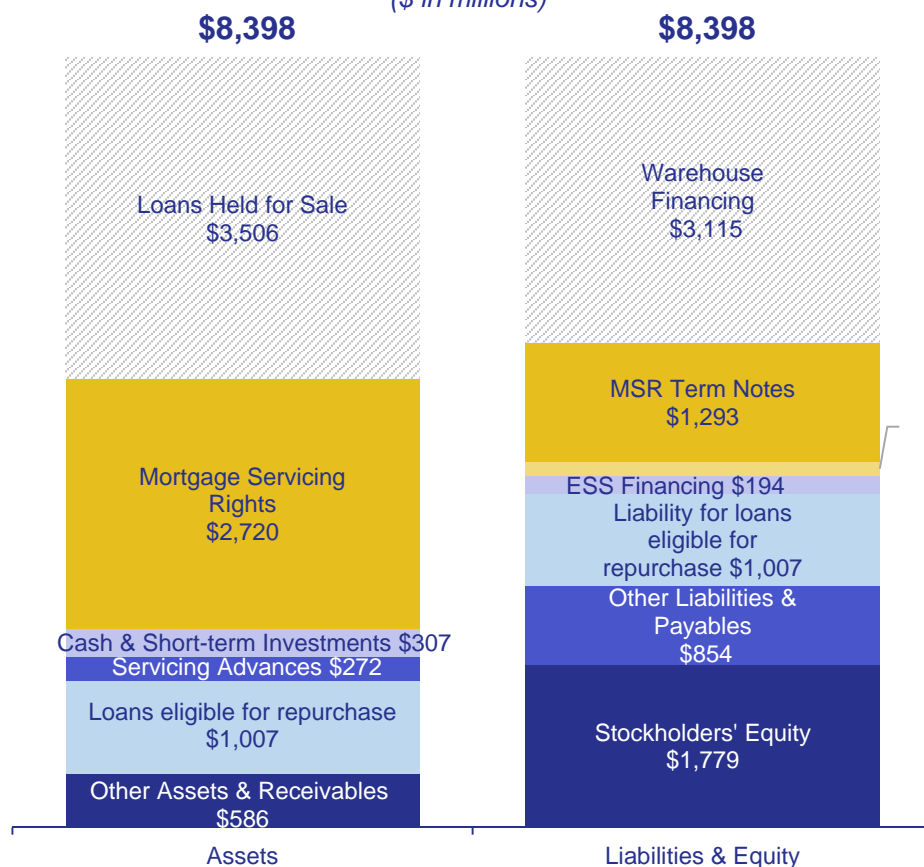 ($ in millions)
$8,398
$8,398
Loans Held for Sale
$3,506
Mortgage Servicing
Rights
$2,720
Cash & Short-term Investments $307
Servicing Advances $272
Loans eligible for repurchase
$1,007
Other Assets & Receivables
$586
Assets
Warehouse
Financing
$3,115
MSR Term Notes
$1,293
ESS Financing $194
Liability for loans
eligible for
repurchase $1,007
Other Liabilities &
Payables
$854
Stockholders' Equity
$1,779
Liabilities & Equity